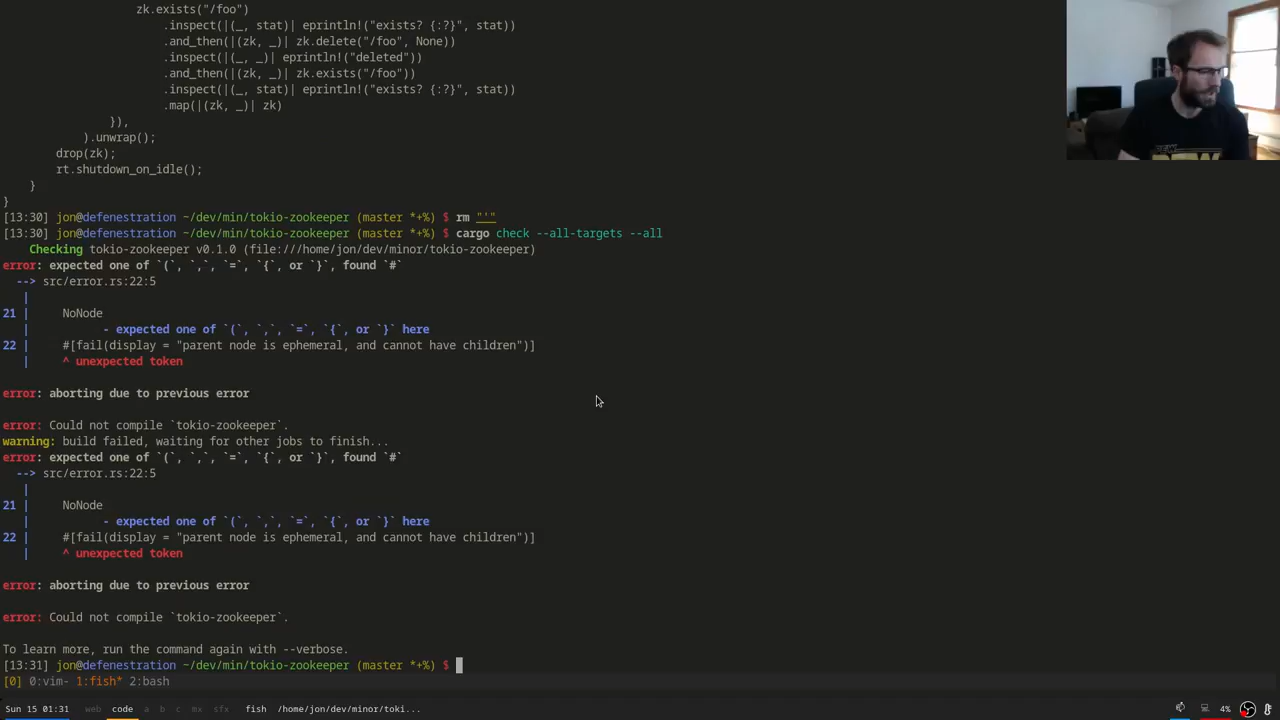 zk.exists("/foo")
.inspect(|(_, stat)| eprintln!("exists? {:?}", stat))
.and_then(|(zk, _)| zk.delete("/foo", None))
.inspect(|(_, _)| eprintln!("deleted"))
.and_then(|(zk, _)| zk.exists("/foo"))
.inspect(|(_, stat)| eprintln!("exists? {:?}", stat))
.map(|(zk, _)| zk)
}),
).unwrap();
drop(zk);
rt.shutdown_on_idle();
}
}
[13:30] jon@defenestration ~/dev/min/tokio-zookeeper (master *+%) $ rm "'"
[13:30] jon@defenestration ~/dev/min/tokio-zookeeper (master *+%) $ cargo check --all-targets --all
Checking tokio-zookeeper v0.1.0 (file:///home/jon/dev/minor/tokio-zookeeper)
error: expected one of `(`, `,`, `=`, `{`, or `}`, found `#`
--> src/error.rs:22:5
|
21 | NoNode
| - expected one of `(`, `,`, `=`, `{`, or `}` here
22 | #[fail(display = "parent node is ephemeral, and cannot have children")]
| ^ unexpected token
error: aborting due to previous error
error: Could not compile `tokio-zookeeper`.
warning: build failed, waiting for other jobs to finish...
error: expected one of `(`, `,`, `=`, `{`, or `}`, found `#`
--> src/error.rs:22:5
|
21 | NoNode
| - expected one of `(`, `,`, `=`, `{`, or `}` here
22 | #[fail(display = "parent node is ephemeral, and cannot have children")]
| ^ unexpected token
error: aborting due to previous error
error: Could not compile `tokio-zookeeper`.
To learn more, run the command again with --verbose.
[13:31] jon@defenestration ~/dev/min/tokio-zookeeper (master *+%) $
[0] 0:vim- 1:fish* 2:bash
Sun 15 01:31 web code a b c mx sfx fish /home/jon/dev/minor/toki... 4%